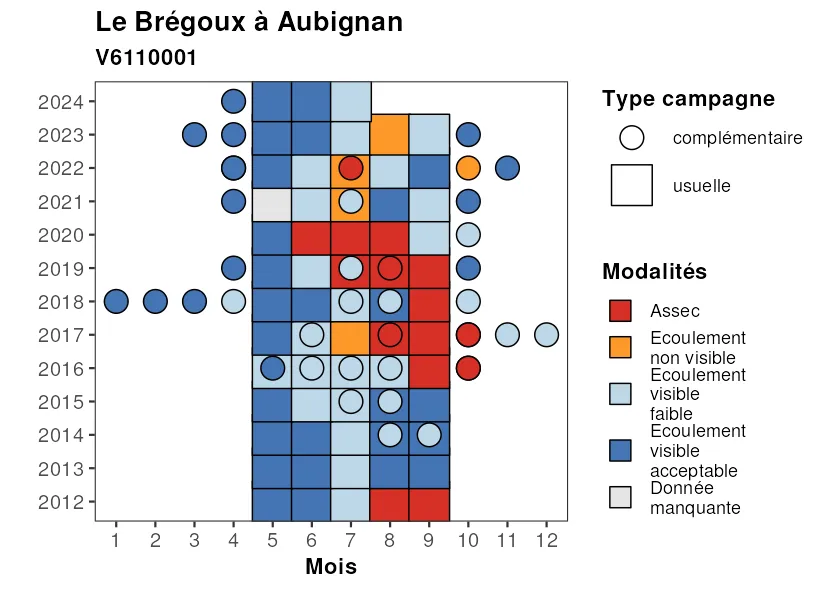 Le Brégoux à Aubignan
V6110001
2024
2023
2022
2021
2020
2019
2018
2017
2016
2015
2014
2013
2012
1 2 3 4 5 6 7 8 9 10 11 12
Mois
Type campagne
complémentaire
usuelle
Modalités
Assec
Ecoulement
non visible
Ecoulement
visible
faible
Ecoulement
visible
acceptable
Donnée
manquante